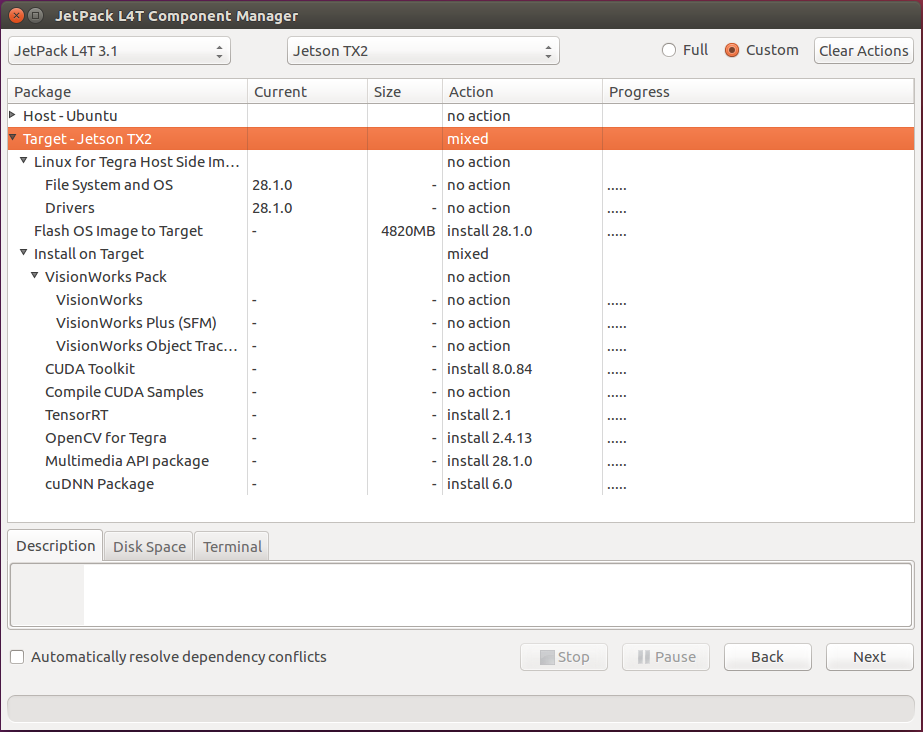 JetPack L4T Component Manager
JetPack L4T 3.1 Jetson TX2 Full Custom Clear Actions
Package Current Size Action Progress
Host - Ubuntu no action
Target - Jetson TX2 mixed
Linux for Tegra Host Side Im... no action
File System and OS 28.1.0 - no action .....
Drivers 28.1.0 - no action .....
Flash OS Image to Target - 4820MB install 28.1.0 .....
Install on Target mixed
VisionWorks Pack no action
VisionWorks - - no action .....
VisionWorks Plus (SFM) - - no action .....
VisionWorks Object Trac... - - no action .....
CUDA Toolkit - - install 8.0.84 .....
Compile CUDA Samples - - no action .....
TensorRT - - install 2.1 .....
OpenCV for Tegra - - install 2.4.13 .....
Multimedia API package - - install 28.1.0 .....
cuDNN Package - - install 6.0 .....
Description Disk Space Terminal
Automatically resolve dependency conflicts Stop Pause Back Next